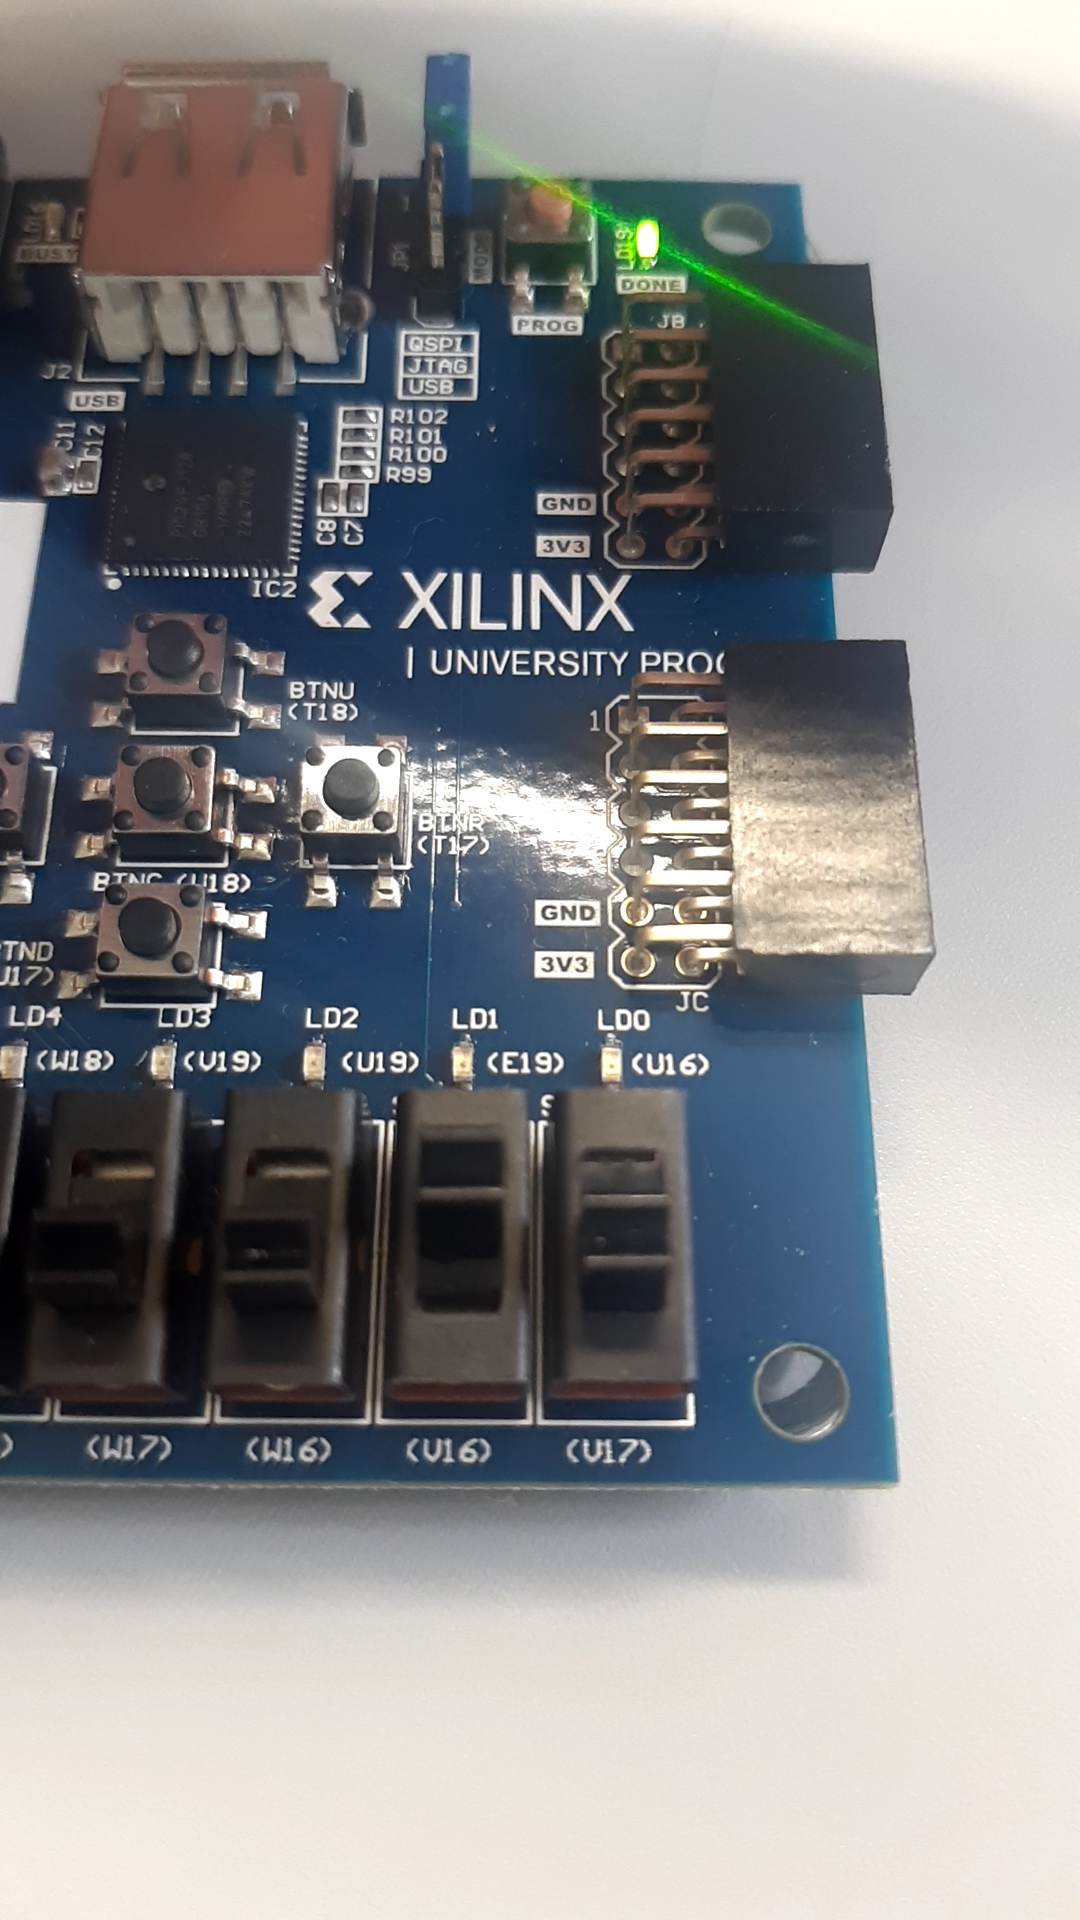 BUSY
JP1
MODE
LD19
DONE
PROG
JB
QSPI
JTAG
USB
J2
USB
C11
C12
R102
R101
R100
R99
C8
C7
GND
3V3
IC2
XILINX
| UNIVERSITY PROG
BTNU
(T18)
1
BTNR
(T17)
BTNC (U18)
GND
3V3
JC
BTND
(U17)
LD4
LD3
LD2
LD1
LD0
(W18)
(V19)
(U19)
(E19)
(U16)
(W17)
(W16)
(V16)
(V17)